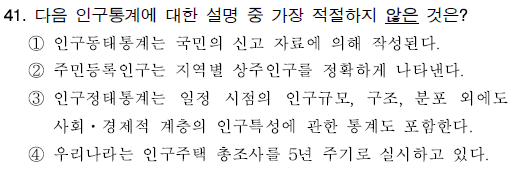 41. 다음 인구통계에 대한 설명 중 가장 적절하지 않은 것은?
① 인구동태통계는 국민의 신고 자료에 의해 작성된다.
② 주민등록인구는 지역별 상주인구를 정확하게 나타낸다.
③ 인구정태통계는 일정 시점의 인구규모, 구조, 분포 외에도
사회・경제적 계층의 인구특성에 관한 통계도 포함한다.
④ 우리나라는 인구주택 총조사를 5년 주기로 실시하고 있다.